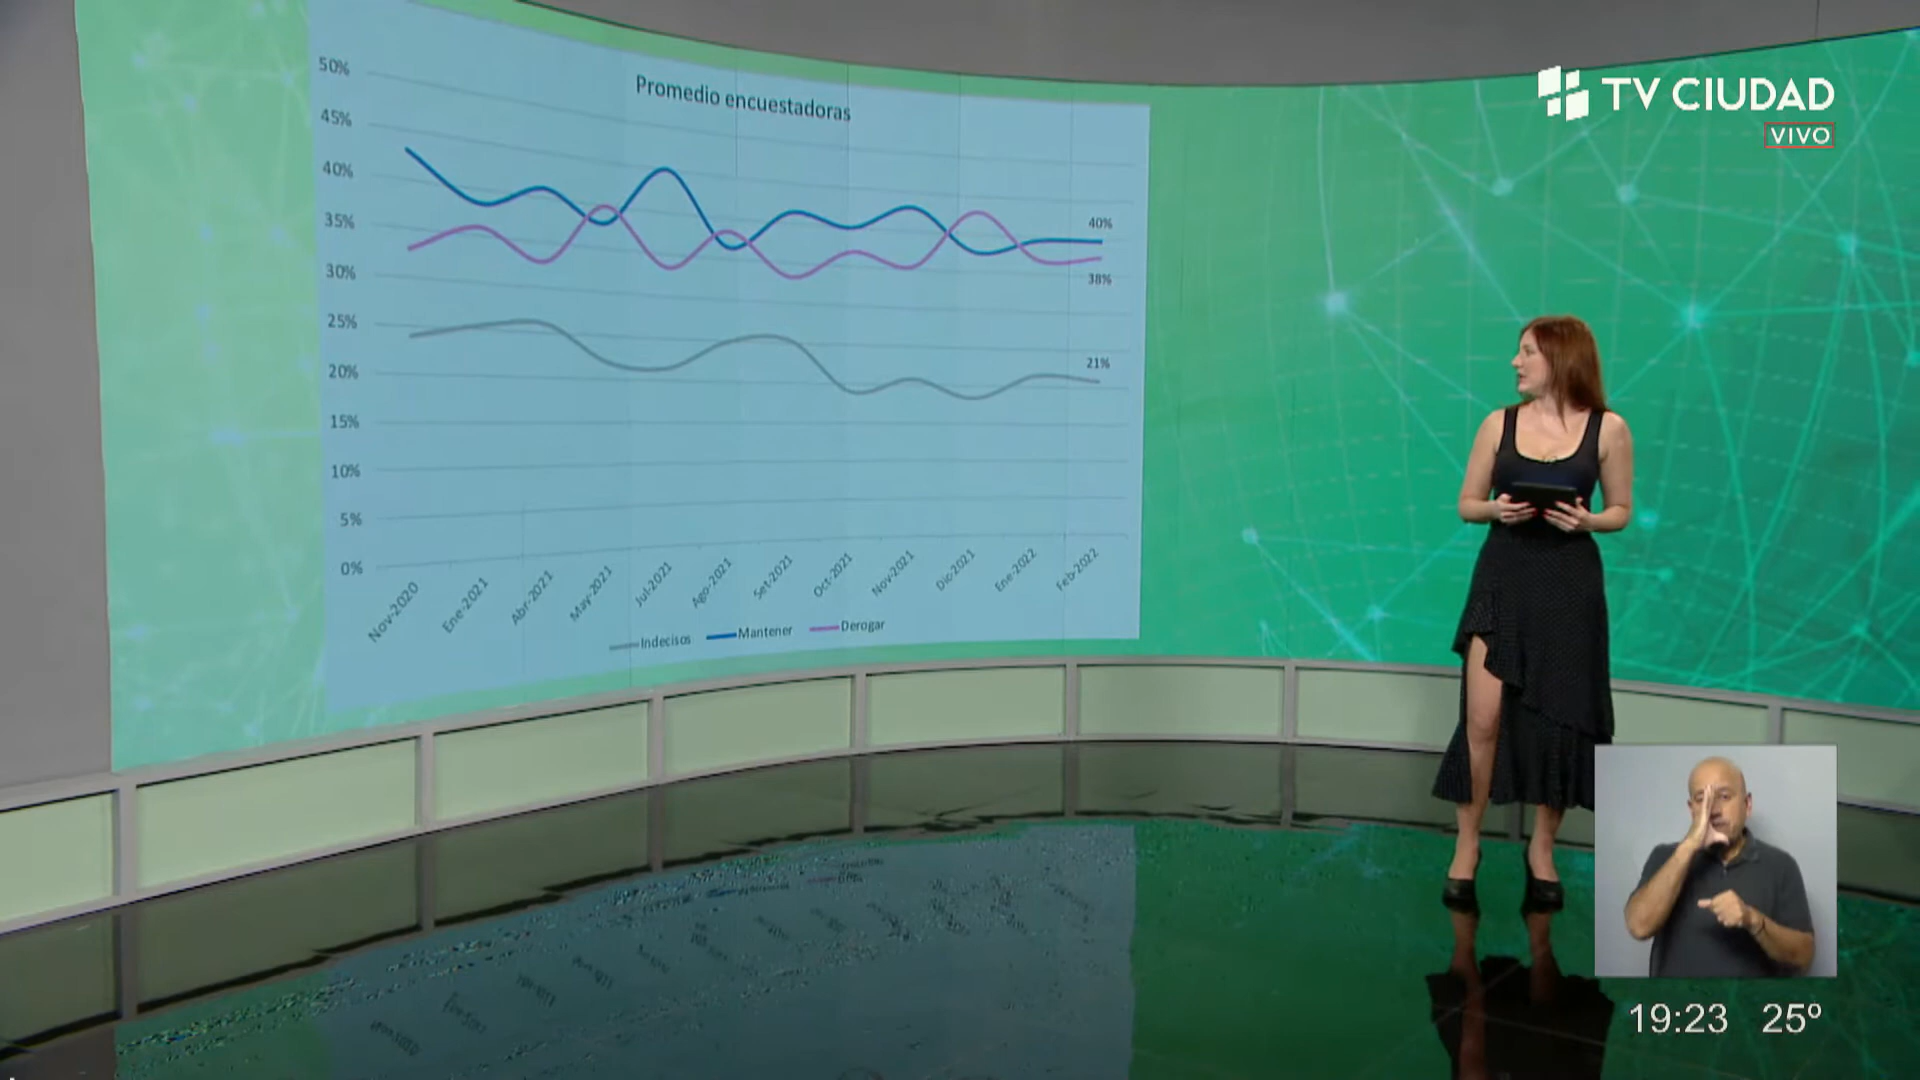 TV CIUDAD
VIVO
Promedio encuestadoras
50%
45%
40%
35%
30%
25%
20%
15%
10%
5%
0%
40%
38%
21%
Nov-2020
Ene-2021
Abr-2021
May-2021
Jul-2021
Ago-2021
Set-2021
Oct-2021
Nov-2021
Dic-2021
Ene-2022
Feb-2022
Indecisos Mantener Derogar
19:23 25º